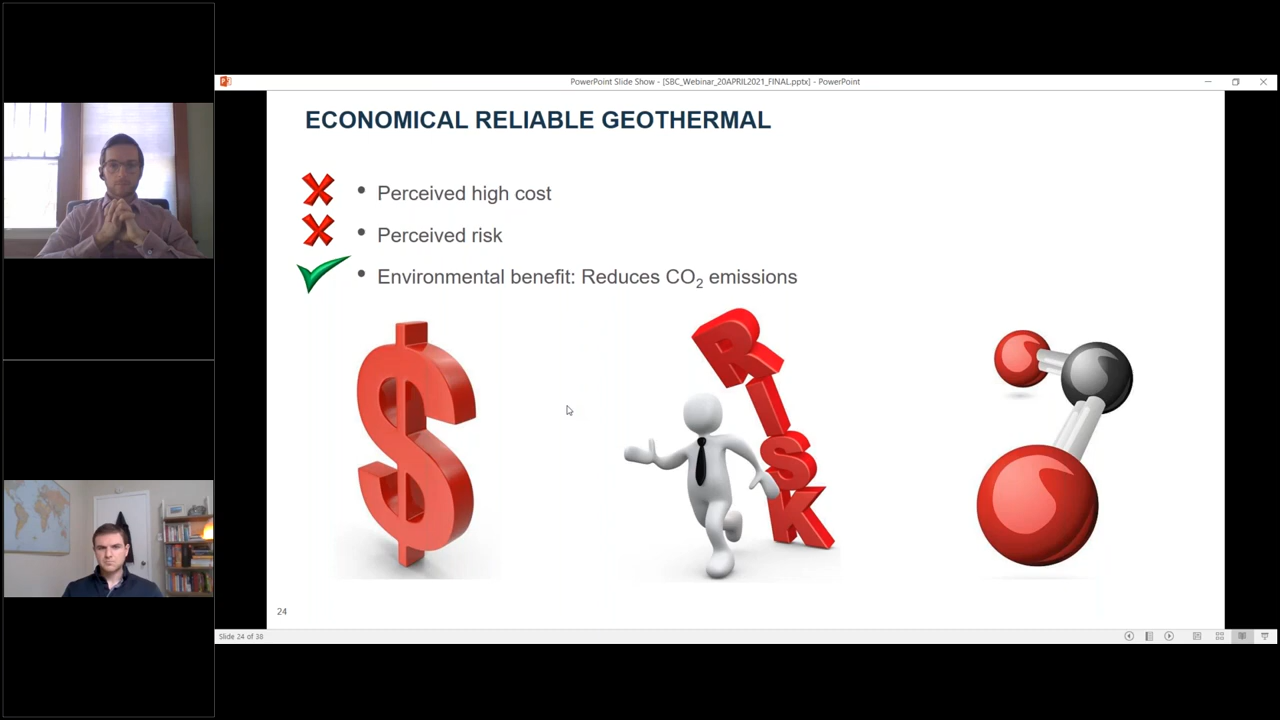 PowerPoint Slide Show - [SBC_Webinar_20APRIL2021_FINAL.pptx] - PowerPoint
ECONOMICAL RELIABLE GEOTHERMAL
• Perceived high cost
• Perceived risk
• Environmental benefit: Reduces CO₂ emissions
$
RISK
24
Slide 24 of 38